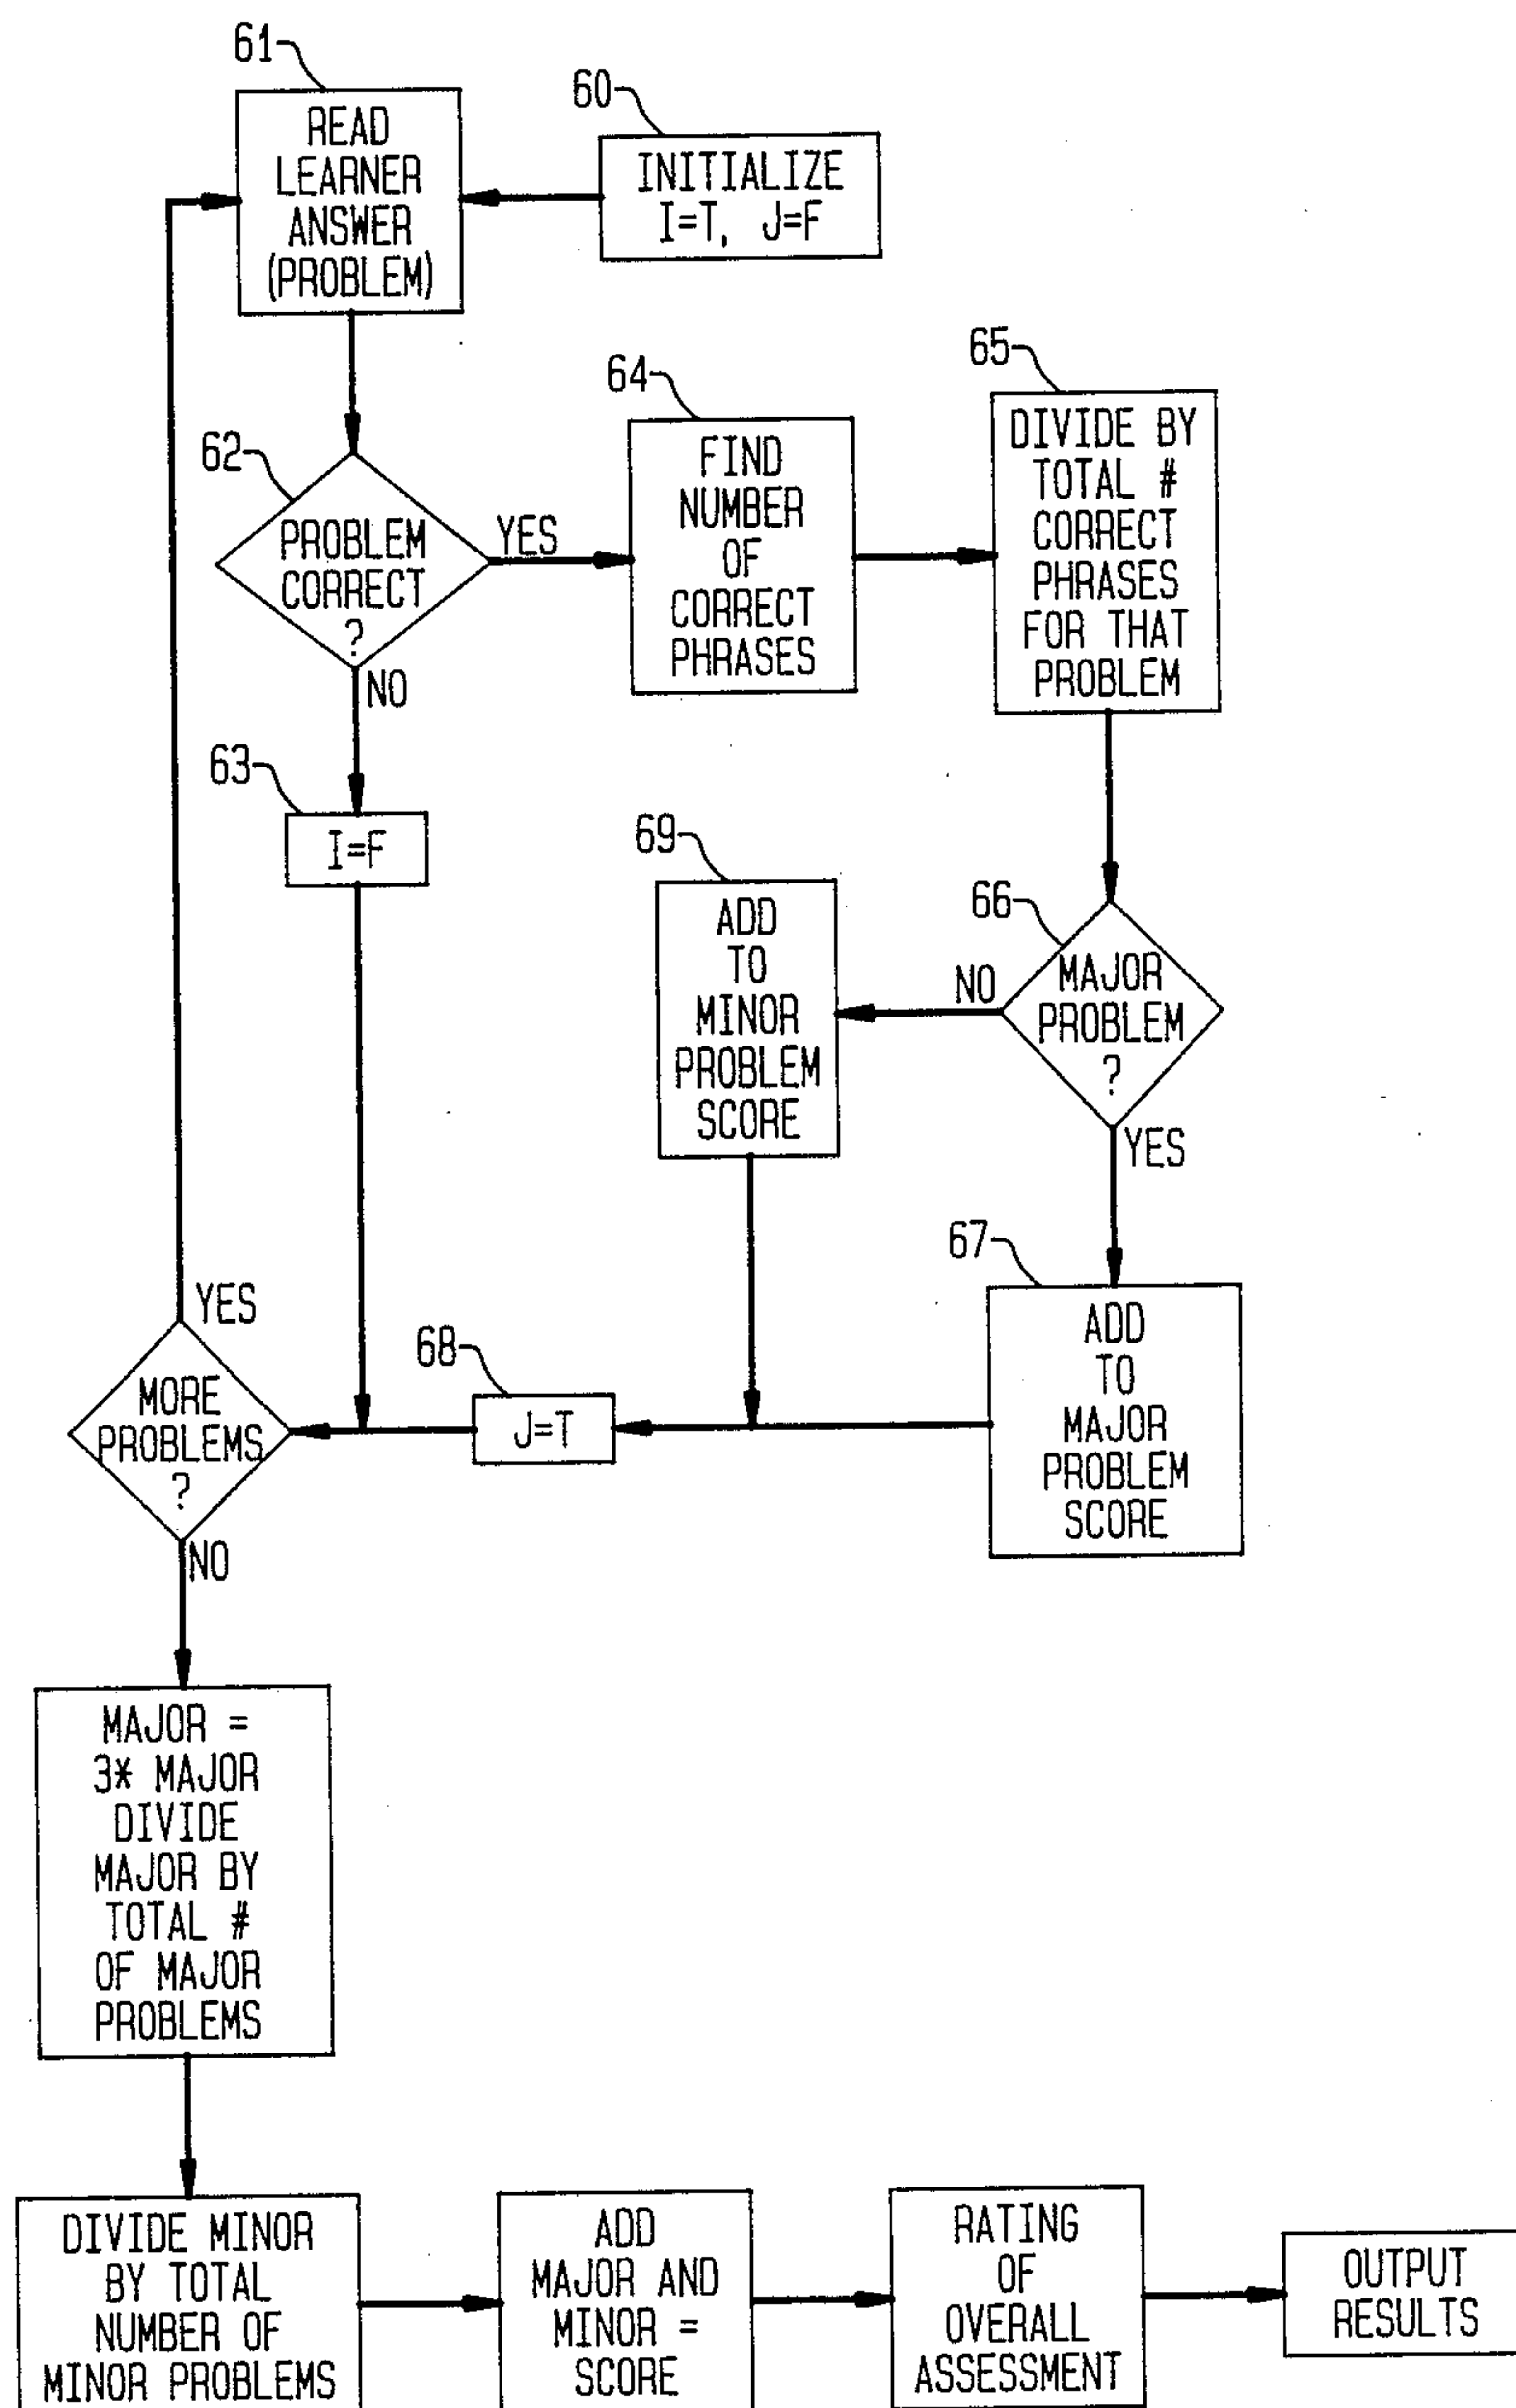 61
READ
LEARNER
ANSWER
(PROBLEM)
60
INITIALIZE
I=T, J=F
62
PROBLEM
CORRECT
?
YES
NO
64
FIND
NUMBER
OF
CORRECT
PHRASES
65
DIVIDE BY
TOTAL #
CORRECT
PHRASES
FOR THAT
PROBLEM
63
I=F
69
ADD
TO
MINOR
PROBLEM
SCORE
66
MAJOR
PROBLEM
?
NO
YES
67
ADD
TO
MAJOR
PROBLEM
SCORE
68
J=T
YES
MORE
PROBLEMS
?
NO
MAJOR =
3* MAJOR
DIVIDE
MAJOR BY
TOTAL #
OF MAJOR
PROBLEMS
DIVIDE MINOR
BY TOTAL
NUMBER OF
MINOR PROBLEMS
ADD
MAJOR AND
MINOR =
SCORE
RATING
OF
OVERALL
ASSESSMENT
OUTPUT
RESULTS